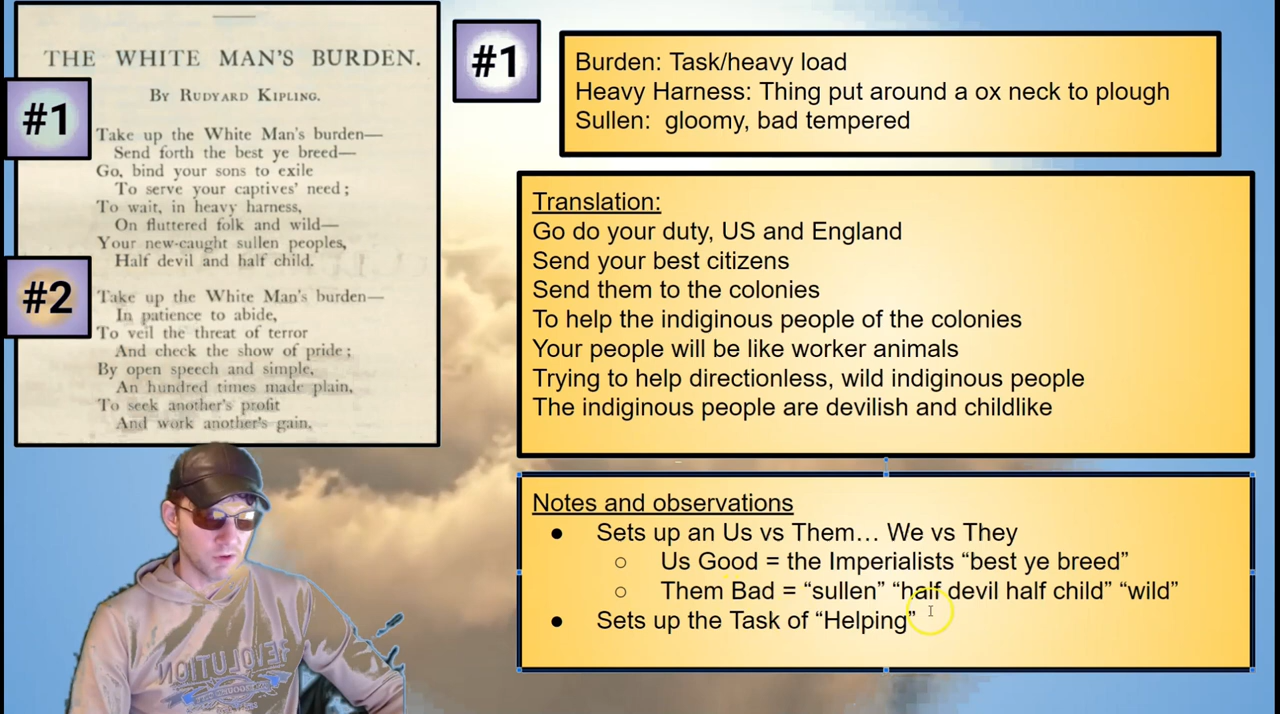 THE WHITE MAN'S BURDEN.
BY RUDYARD KIPLING.
#1
Take up the White Man's burden—
Send forth the best ye breed—
Go, bind your sons to exile
To serve your captives' need;
To wait, in heavy harness,
On fluttered folk and wild—
Your new-caught sullen peoples,
Half devil and half child.
#2
Take up the White Man's burden—
In patience to abide,
To veil the threat of terror
And check the show of pride;
By open speech and simple,
An hundred times made plain,
To seek another's profit
And work another's gain.
#1
Burden: Task/heavy load
Heavy Harness: Thing put around a ox neck to plough
Sullen: gloomy, bad tempered
Translation:
Go do your duty, US and England
Send your best citizens
Send them to the colonies
To help the indiginous people of the colonies
Your people will be like worker animals
Trying to help directionless, wild indiginous people
The indiginous people are devilish and childlike
Notes and observations
● Sets up an Us vs Them… We vs They
○ Us Good = the Imperialists “best ye breed”
○ Them Bad = “sullen” “half devil half child” “wild”
● Sets up the Task of “Helping”
REVOLUTION